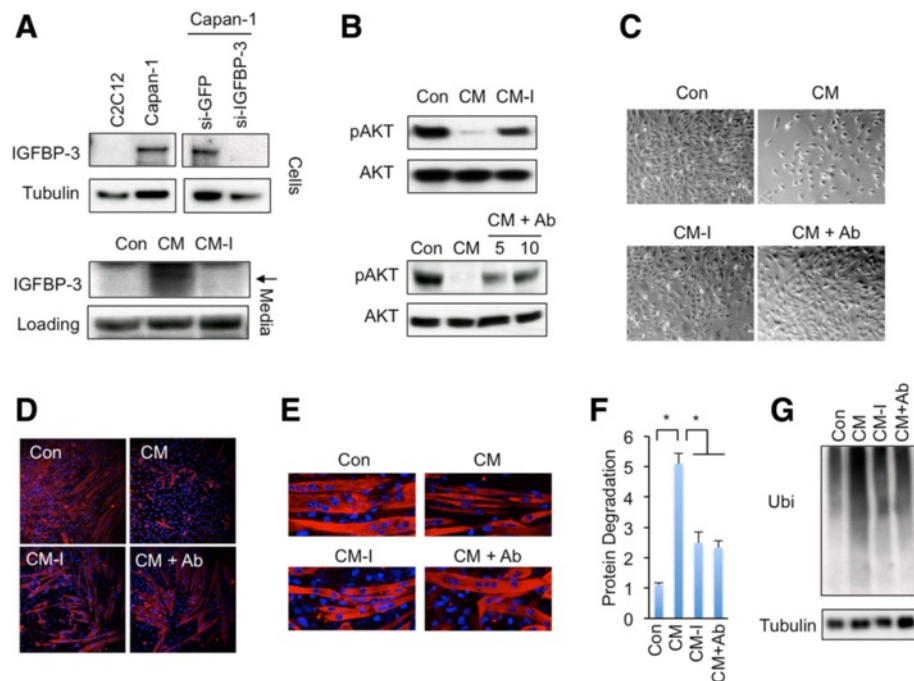 A
Capan-1
C2C12
Capan-1
si-GFP
si-IGFBP-3
IGFBP-3
Tubulin
Cells
Con CM CM-I
IGFBP-3
Loading
Media
B
Con CM CM-I
pAKT
AKT
CM + Ab
Con CM 5 10
pAKT
AKT
C
Con CM
CM-I CM + Ab
D
Con CM
CM-I CM + Ab
E
Con CM
CM-I CM + Ab
F
* *
Protein Degradation
6
5
4
3
2
1
0
Con
CM
CM-I
CM+Ab
G
Con
CM
CM-I
CM+Ab
Ubi
Tubulin